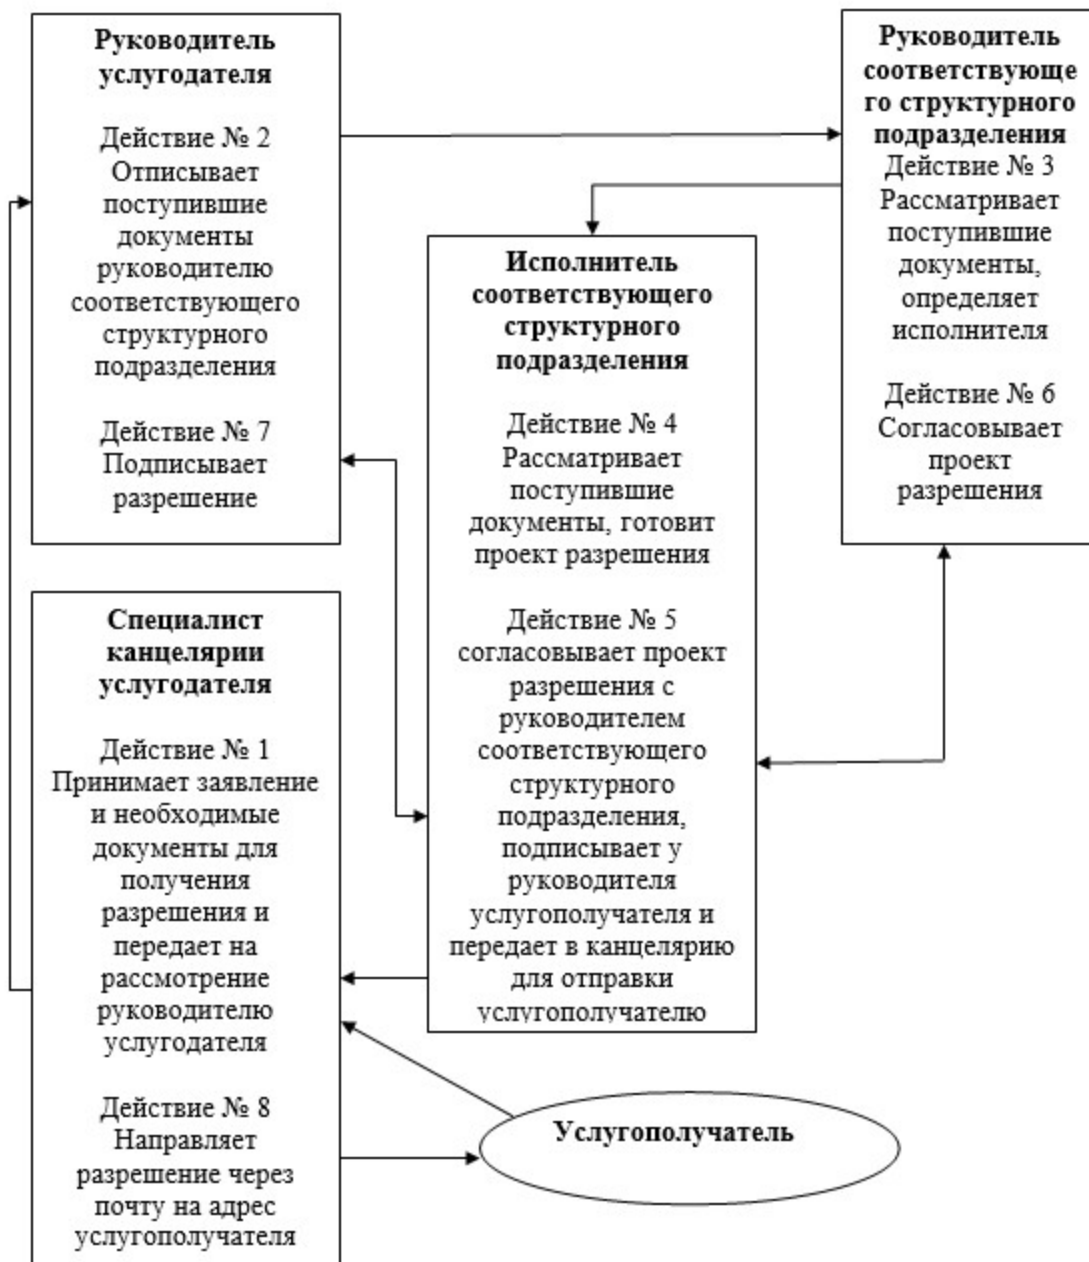 Руководитель
услугодателя
Действие № 2
Отписывает
поступившие
документы
руководителю
соответствующего
структурного
подразделения
Действие № 7
Подписывает
разрешение
Руководитель
соответствующе
го структурного
подразделения
Действие № 3
Рассматривает
поступившие
документы,
определяет
исполнителя
Действие № 6
Согласовывает
проект
разрешения
Исполнитель
соответствующего
структурного
подразделения
Действие № 4
Рассматривает
поступившие
документы, готовит
проект разрешения
Действие № 5
согласовывает проект
разрешения с
руководителем
соответствующего
структурного
подразделения,
подписывает у
руководителя
услугополучателя и
передает в канцелярию
для отправки
услугополучателю
Специалист
канцелярии
услугодателя
Действие № 1
Принимает заявление
и необходимые
документы для
получения
разрешения и
передает на
рассмотрение
руководителю
услугодателя
Действие № 8
Направляет
разрешение через
почту на адрес
услугополучателя
Услугополучатель